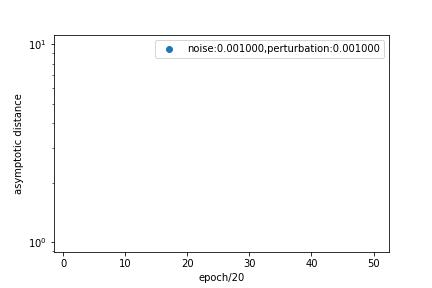 10¹
noise:0.001000,perturbation:0.001000
asymptotic distance
10⁰
0 10 20 30 40 50
epoch/20